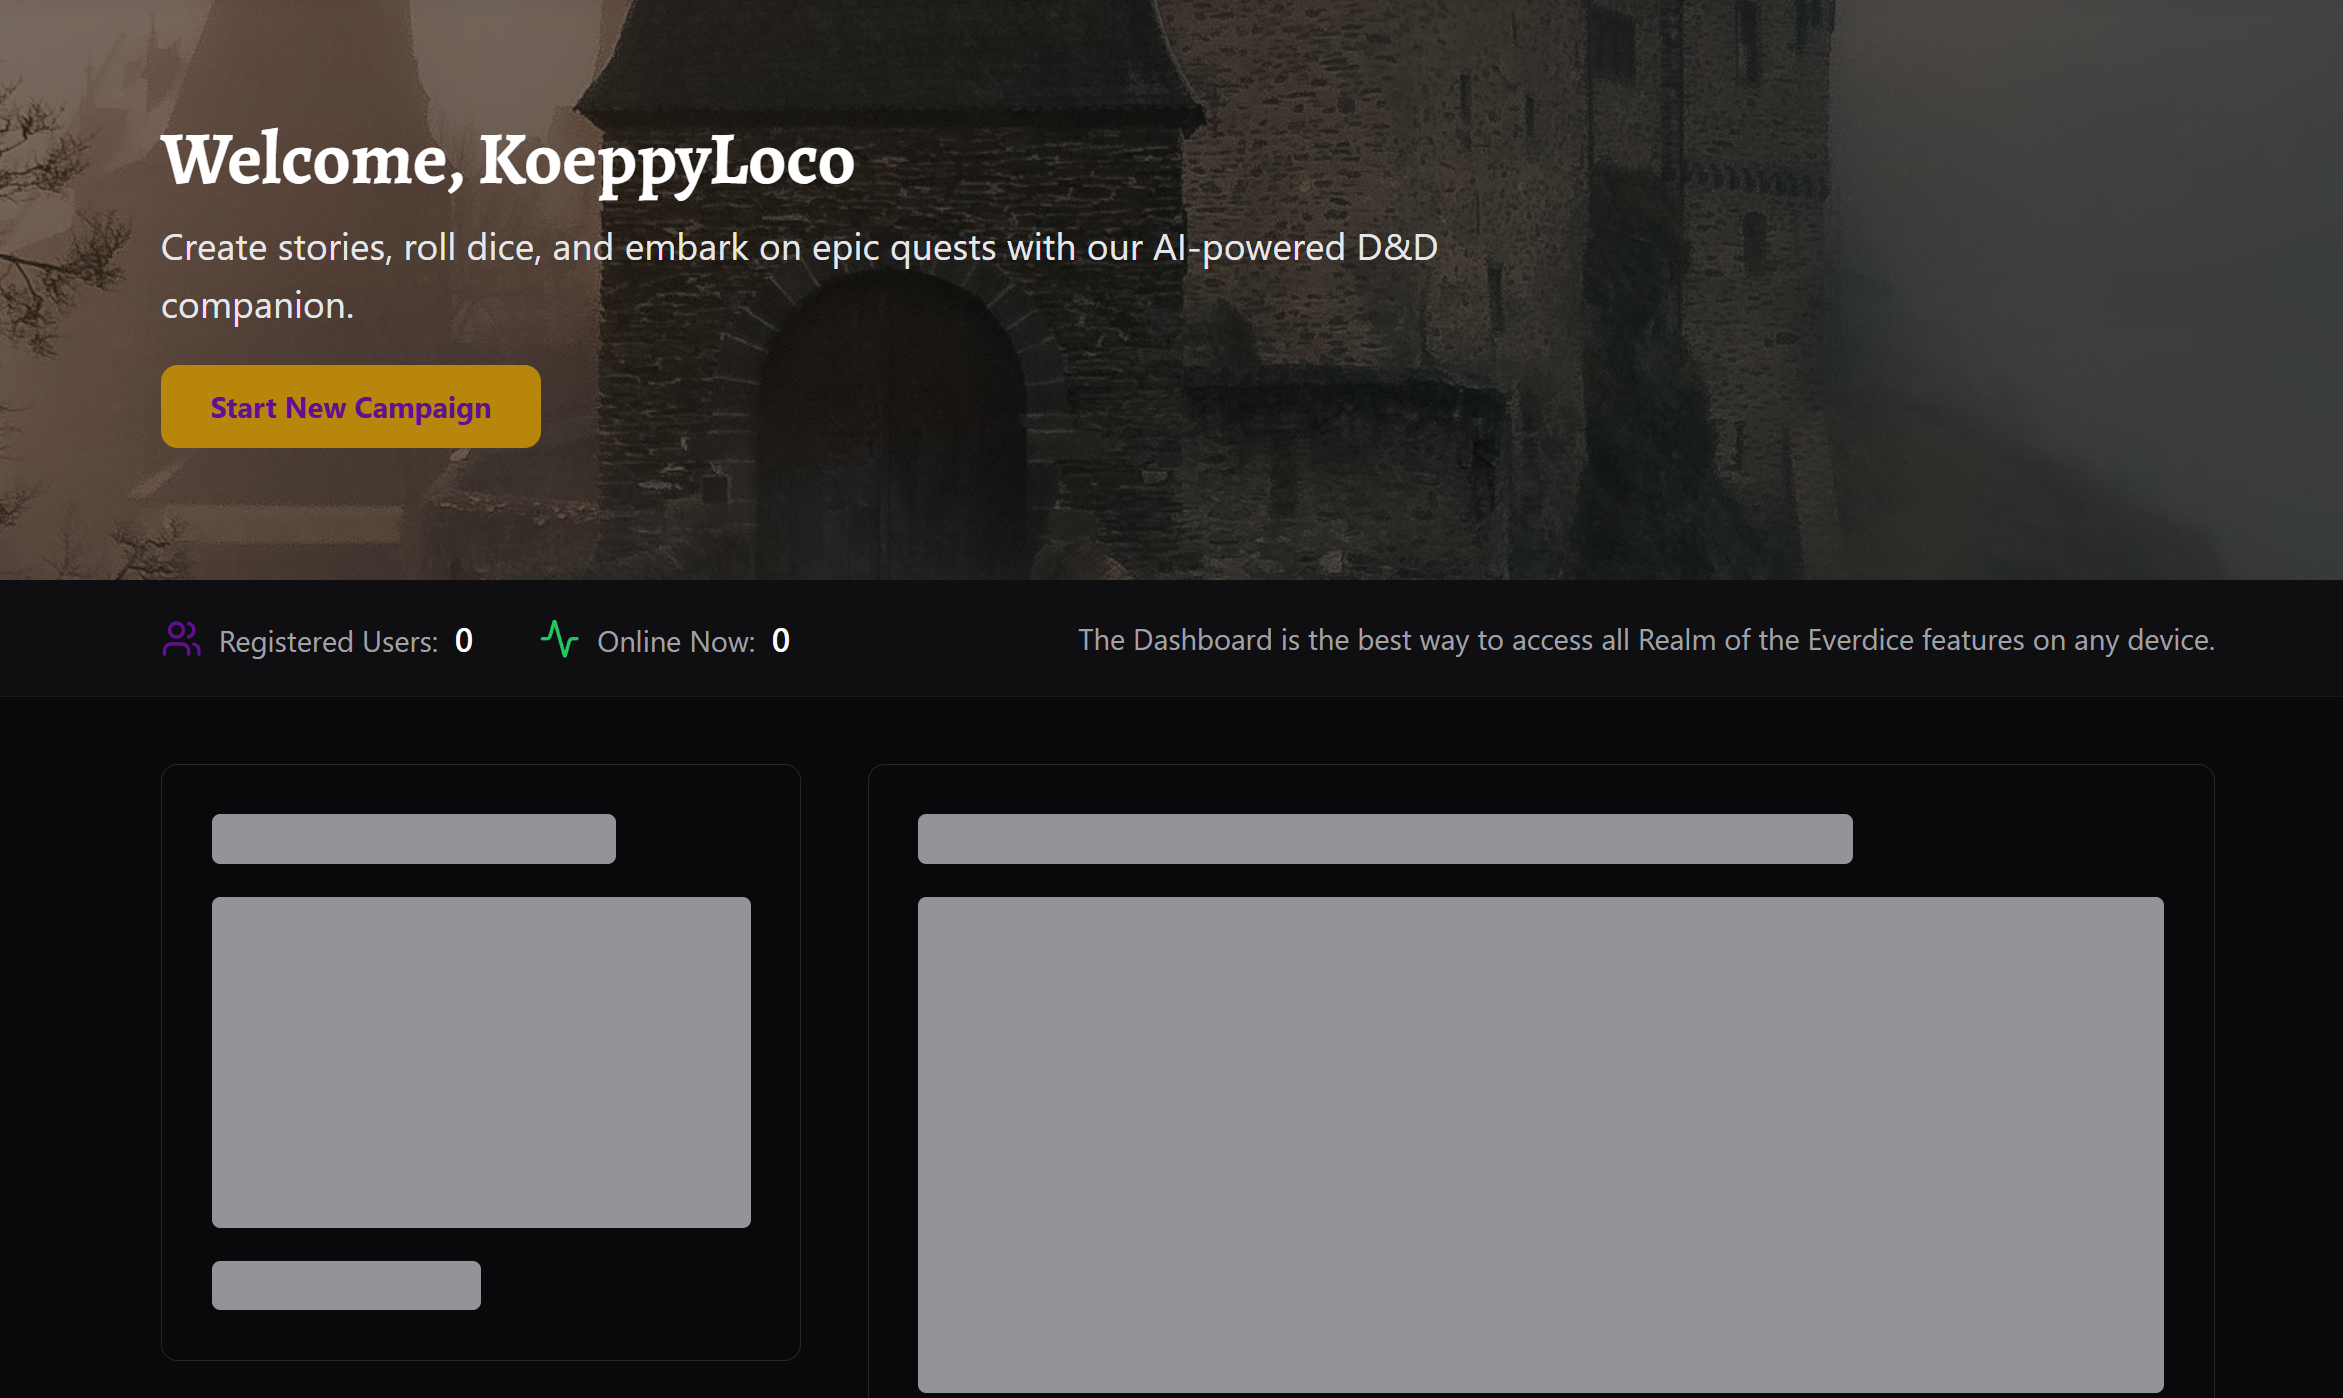 Welcome, KoeppyLoco
Create stories, roll dice, and embark on epic quests with our AI-powered D&D
companion.
Start New Campaign
Registered Users: 0
Online Now: 0
The Dashboard is the best way to access all Realm of the Everdice features on any device.